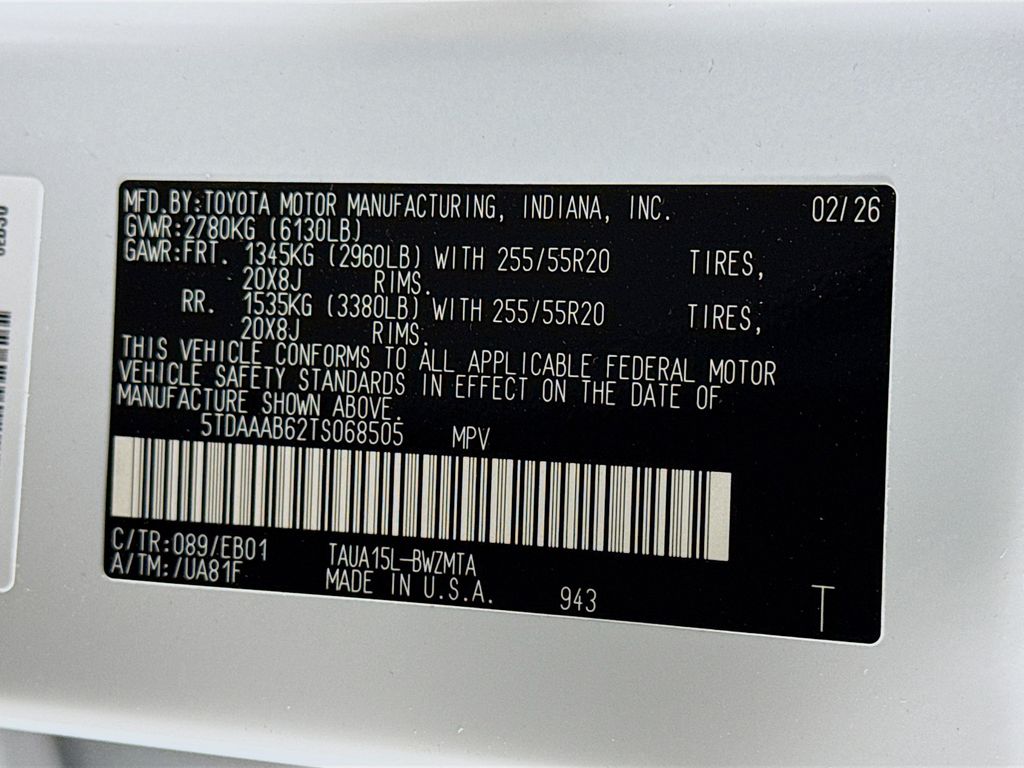 MFD.BY:TOYOTA MOTOR MANUFACTURING, INDIANA, INC. 02/26
GVWR:2780KG (6130LB)
GAWR:FRT. 1345KG (2960LB) WITH 255/55R20 TIRES,
20X8J RIMS.
RR. 1535KG (3380LB) WITH 255/55R20 TIRES,
20X8J RIMS.
THIS VEHICLE CONFORMS TO ALL APPLICABLE FEDERAL MOTOR
VEHICLE SAFETY STANDARDS IN EFFECT ON THE DATE OF
MANUFACTURE SHOWN ABOVE.
5TDAAAB62TS068505 MPV
C/TR:089/EB01 TAUA15L-BWZMTA
A/TM:/UA81F MADE IN U.S.A. 943 T